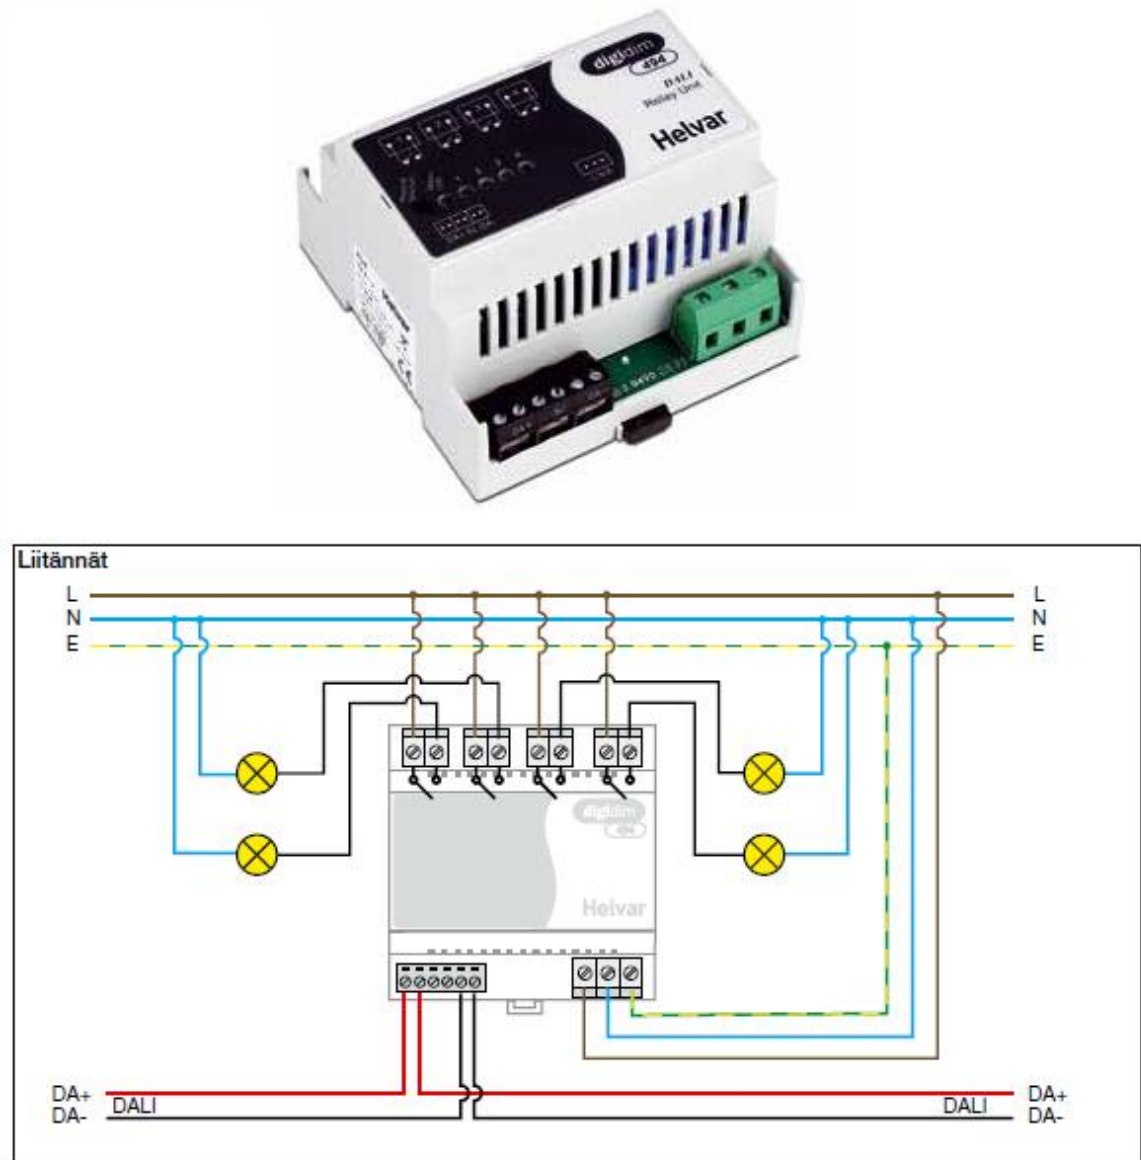 digidim
494
DALI
Relay Unit
Helvar
Liitännät
L L
N N
E E
digidim
494
Helvar
DA+ DA+
DALI DALI
DA- DA-